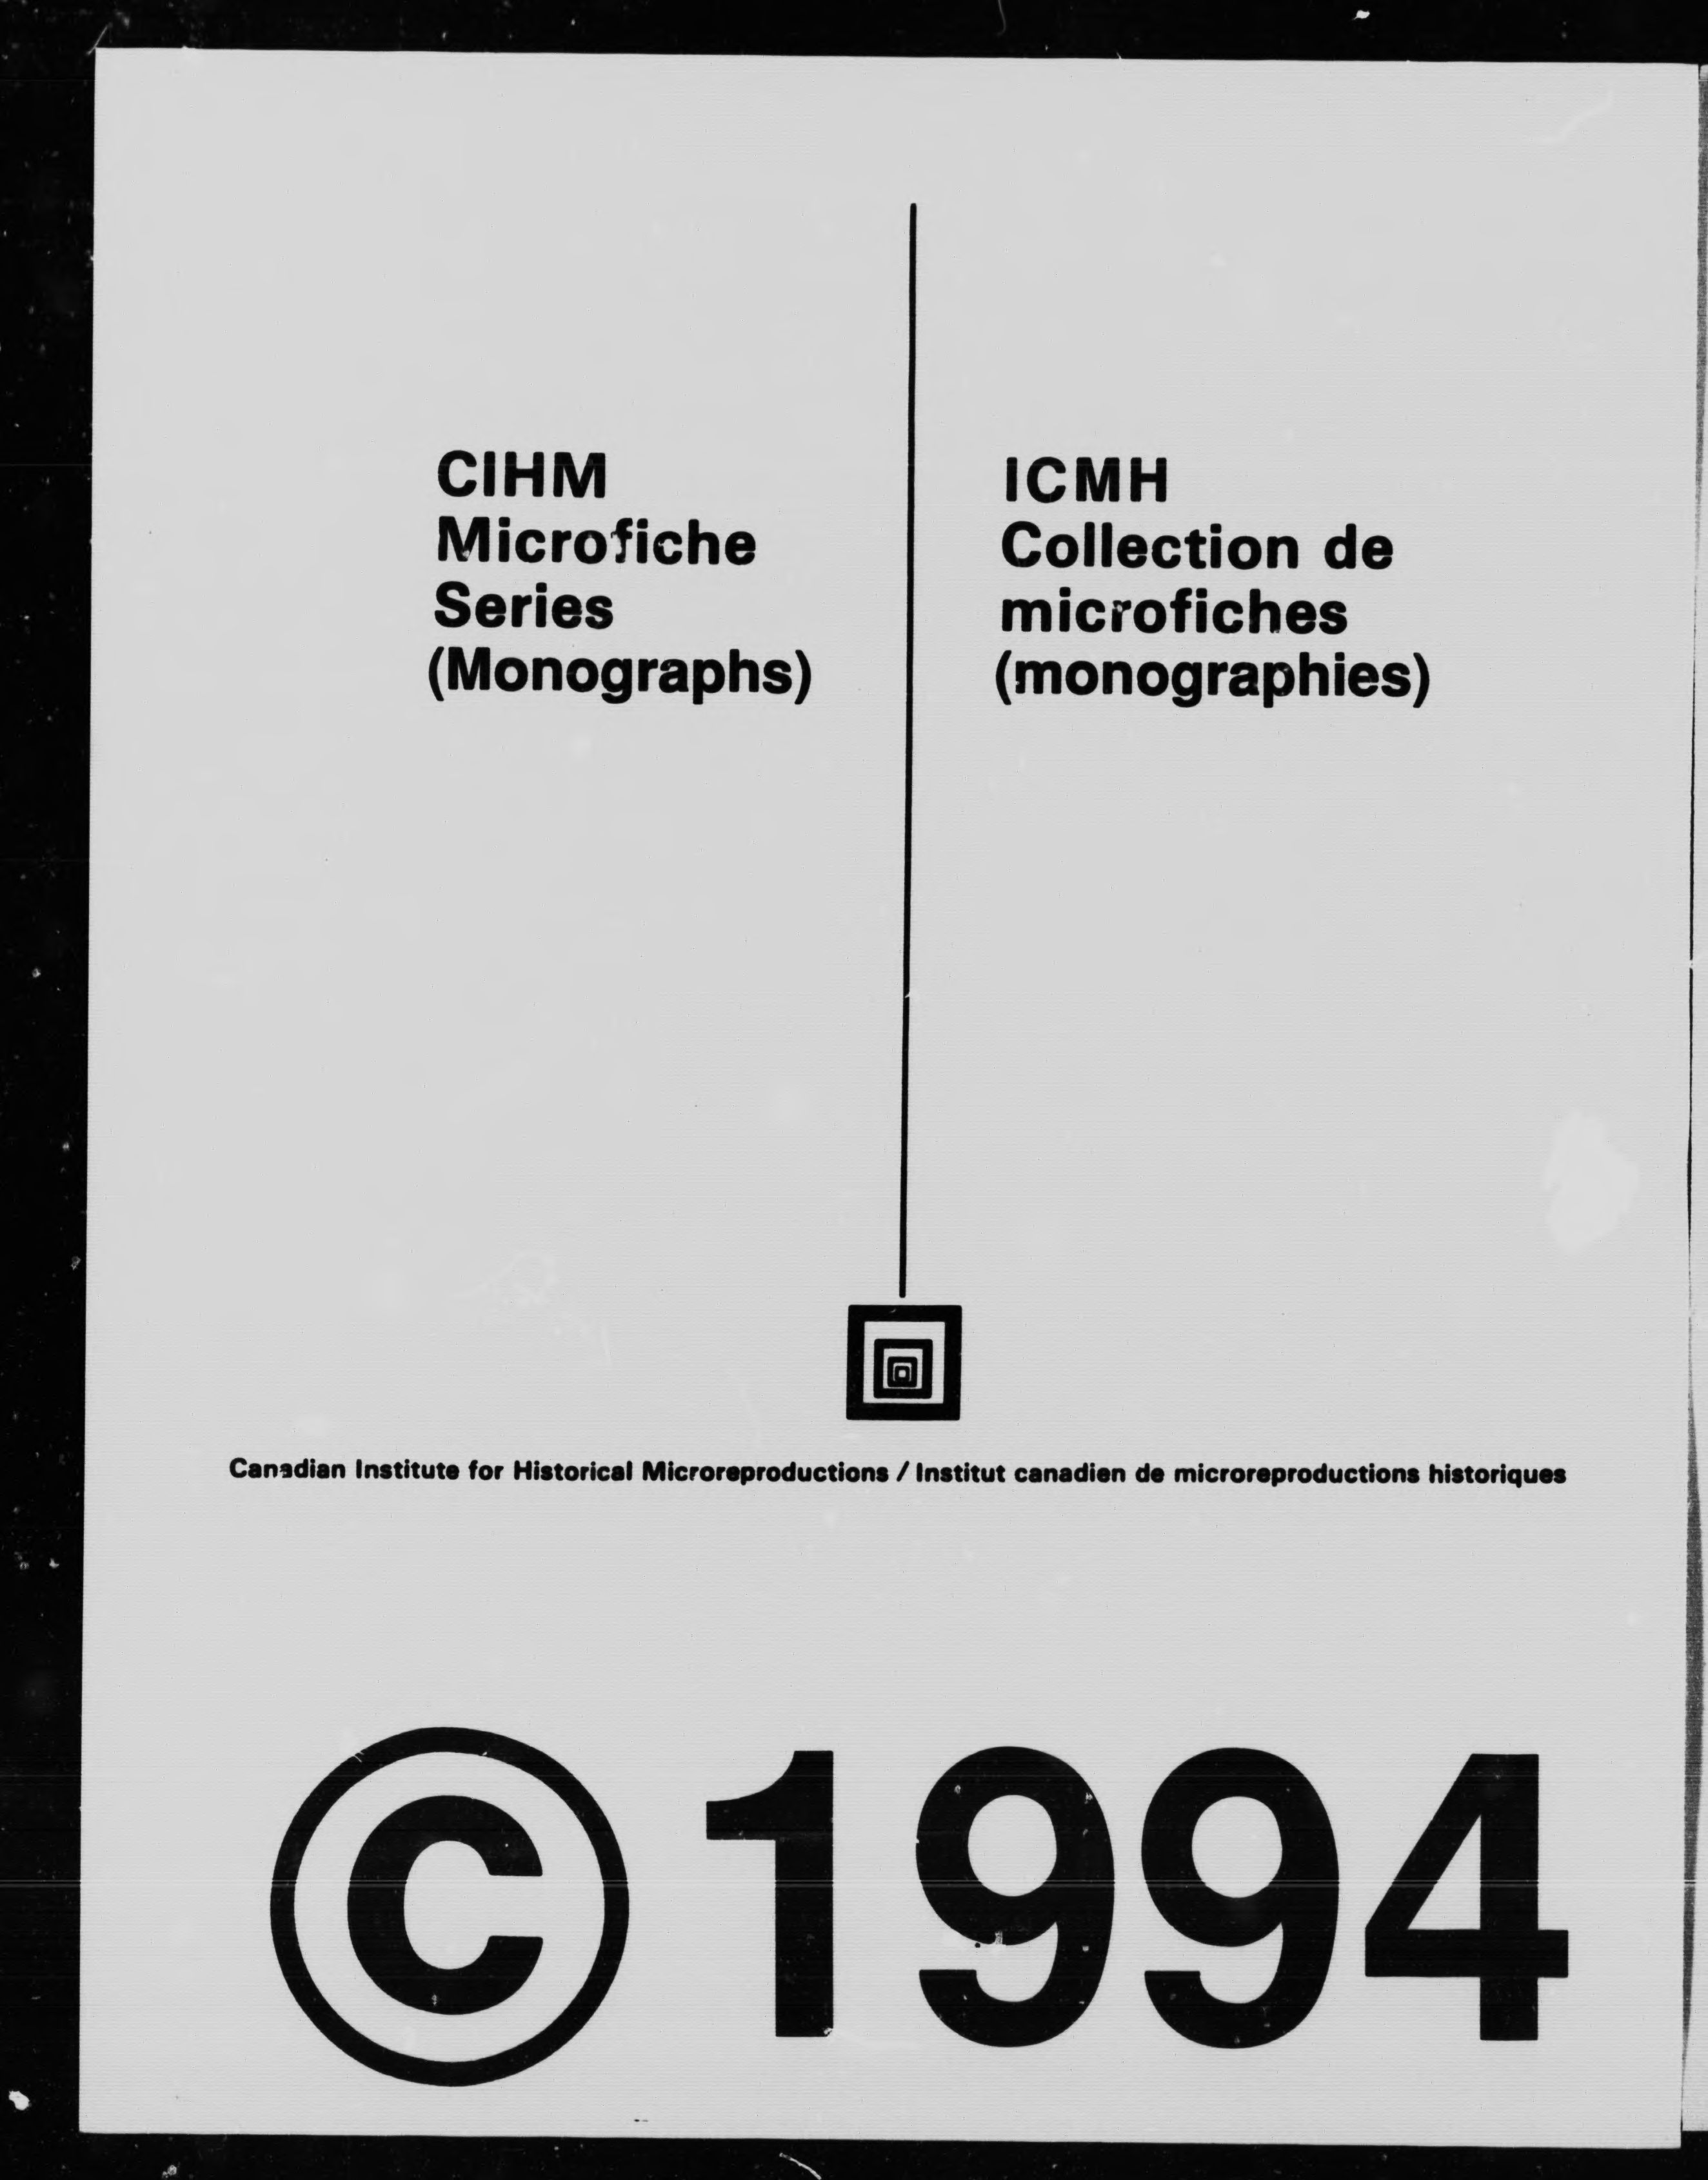 CIHM
Microfiche
Series
(Monographs)
ICMH
Collection de
microfiches
(monographies)
Canadian Institute for Historical Microreproductions / Institut canadien de microreproductions historiques
© 1994